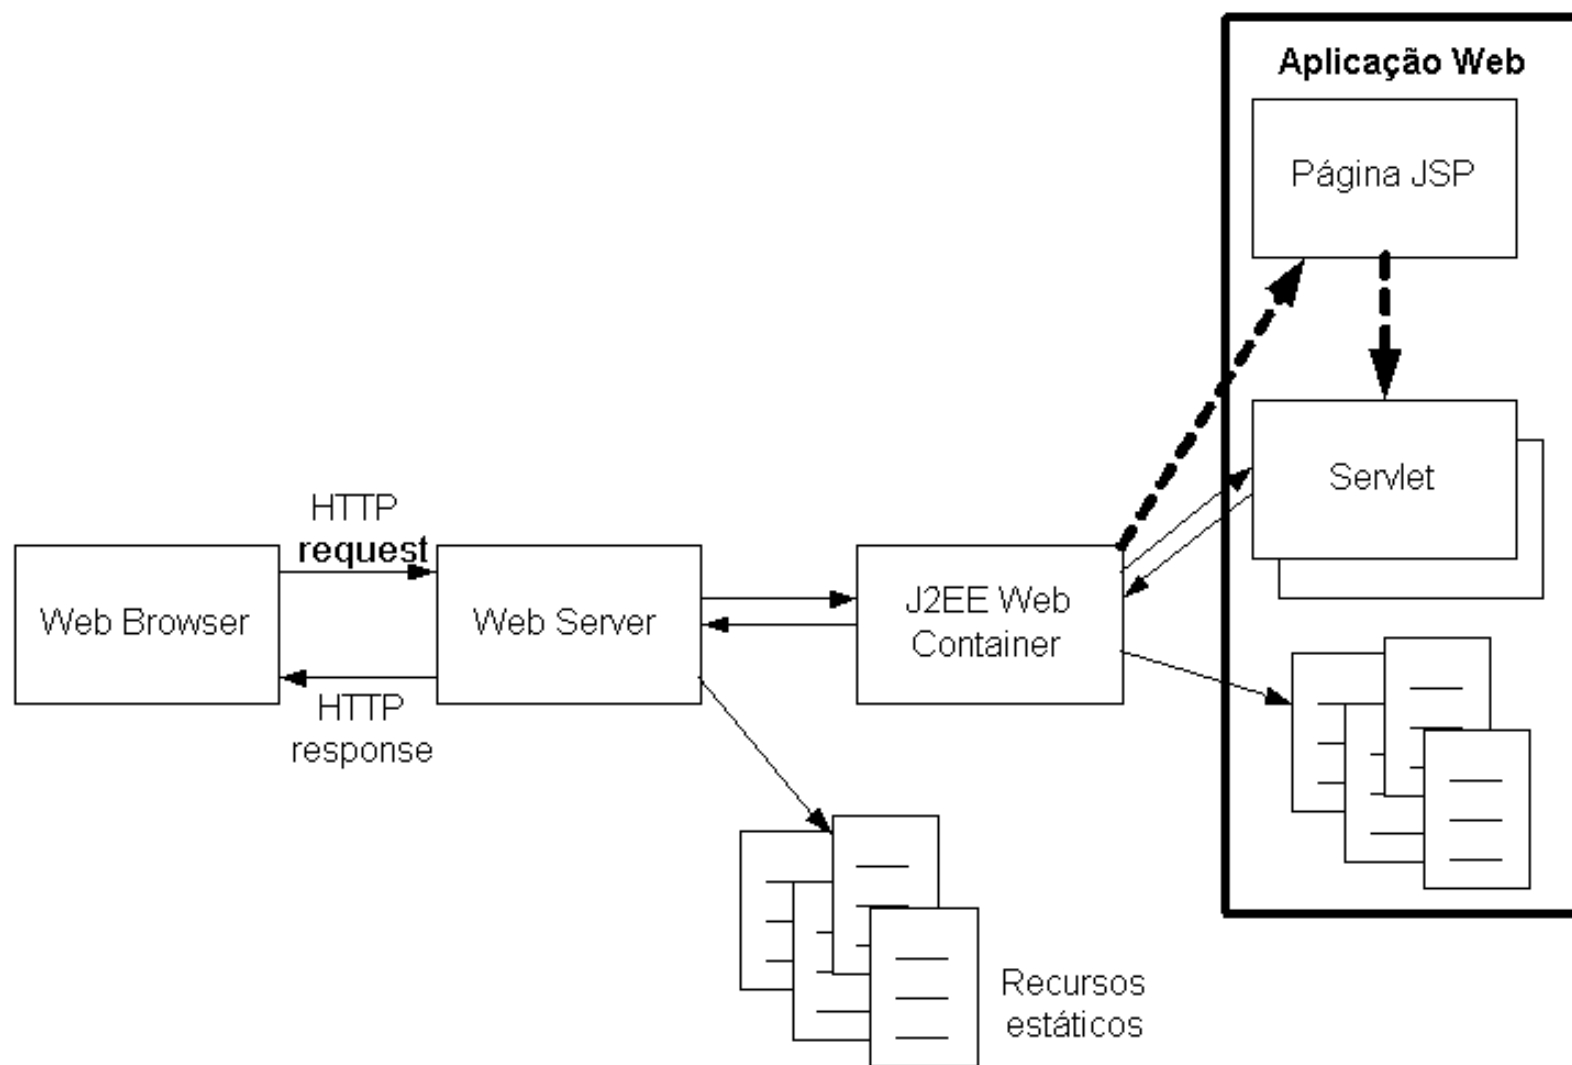 Aplicação Web
Página JSP
Servlet
HTTP
request
Web Browser
Web Server
J2EE Web
Container
HTTP
response
Recursos
estáticos